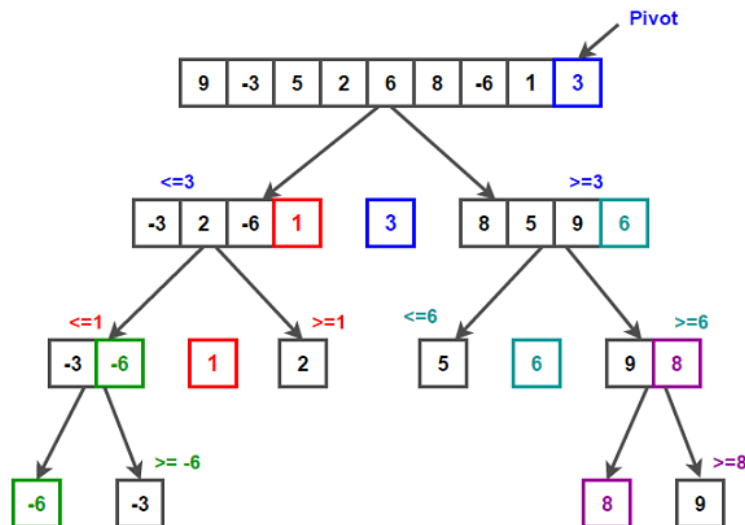 Pivot
9 -3 5 2 6 8 -6 1 3
<=3 >=3
-3 2 -6 1 3 8 5 9 6
<=1 >=1 <=6 >=6
-3 -6 1 2 5 6 9 8
>= -6 >=8
-6 -3 8 9